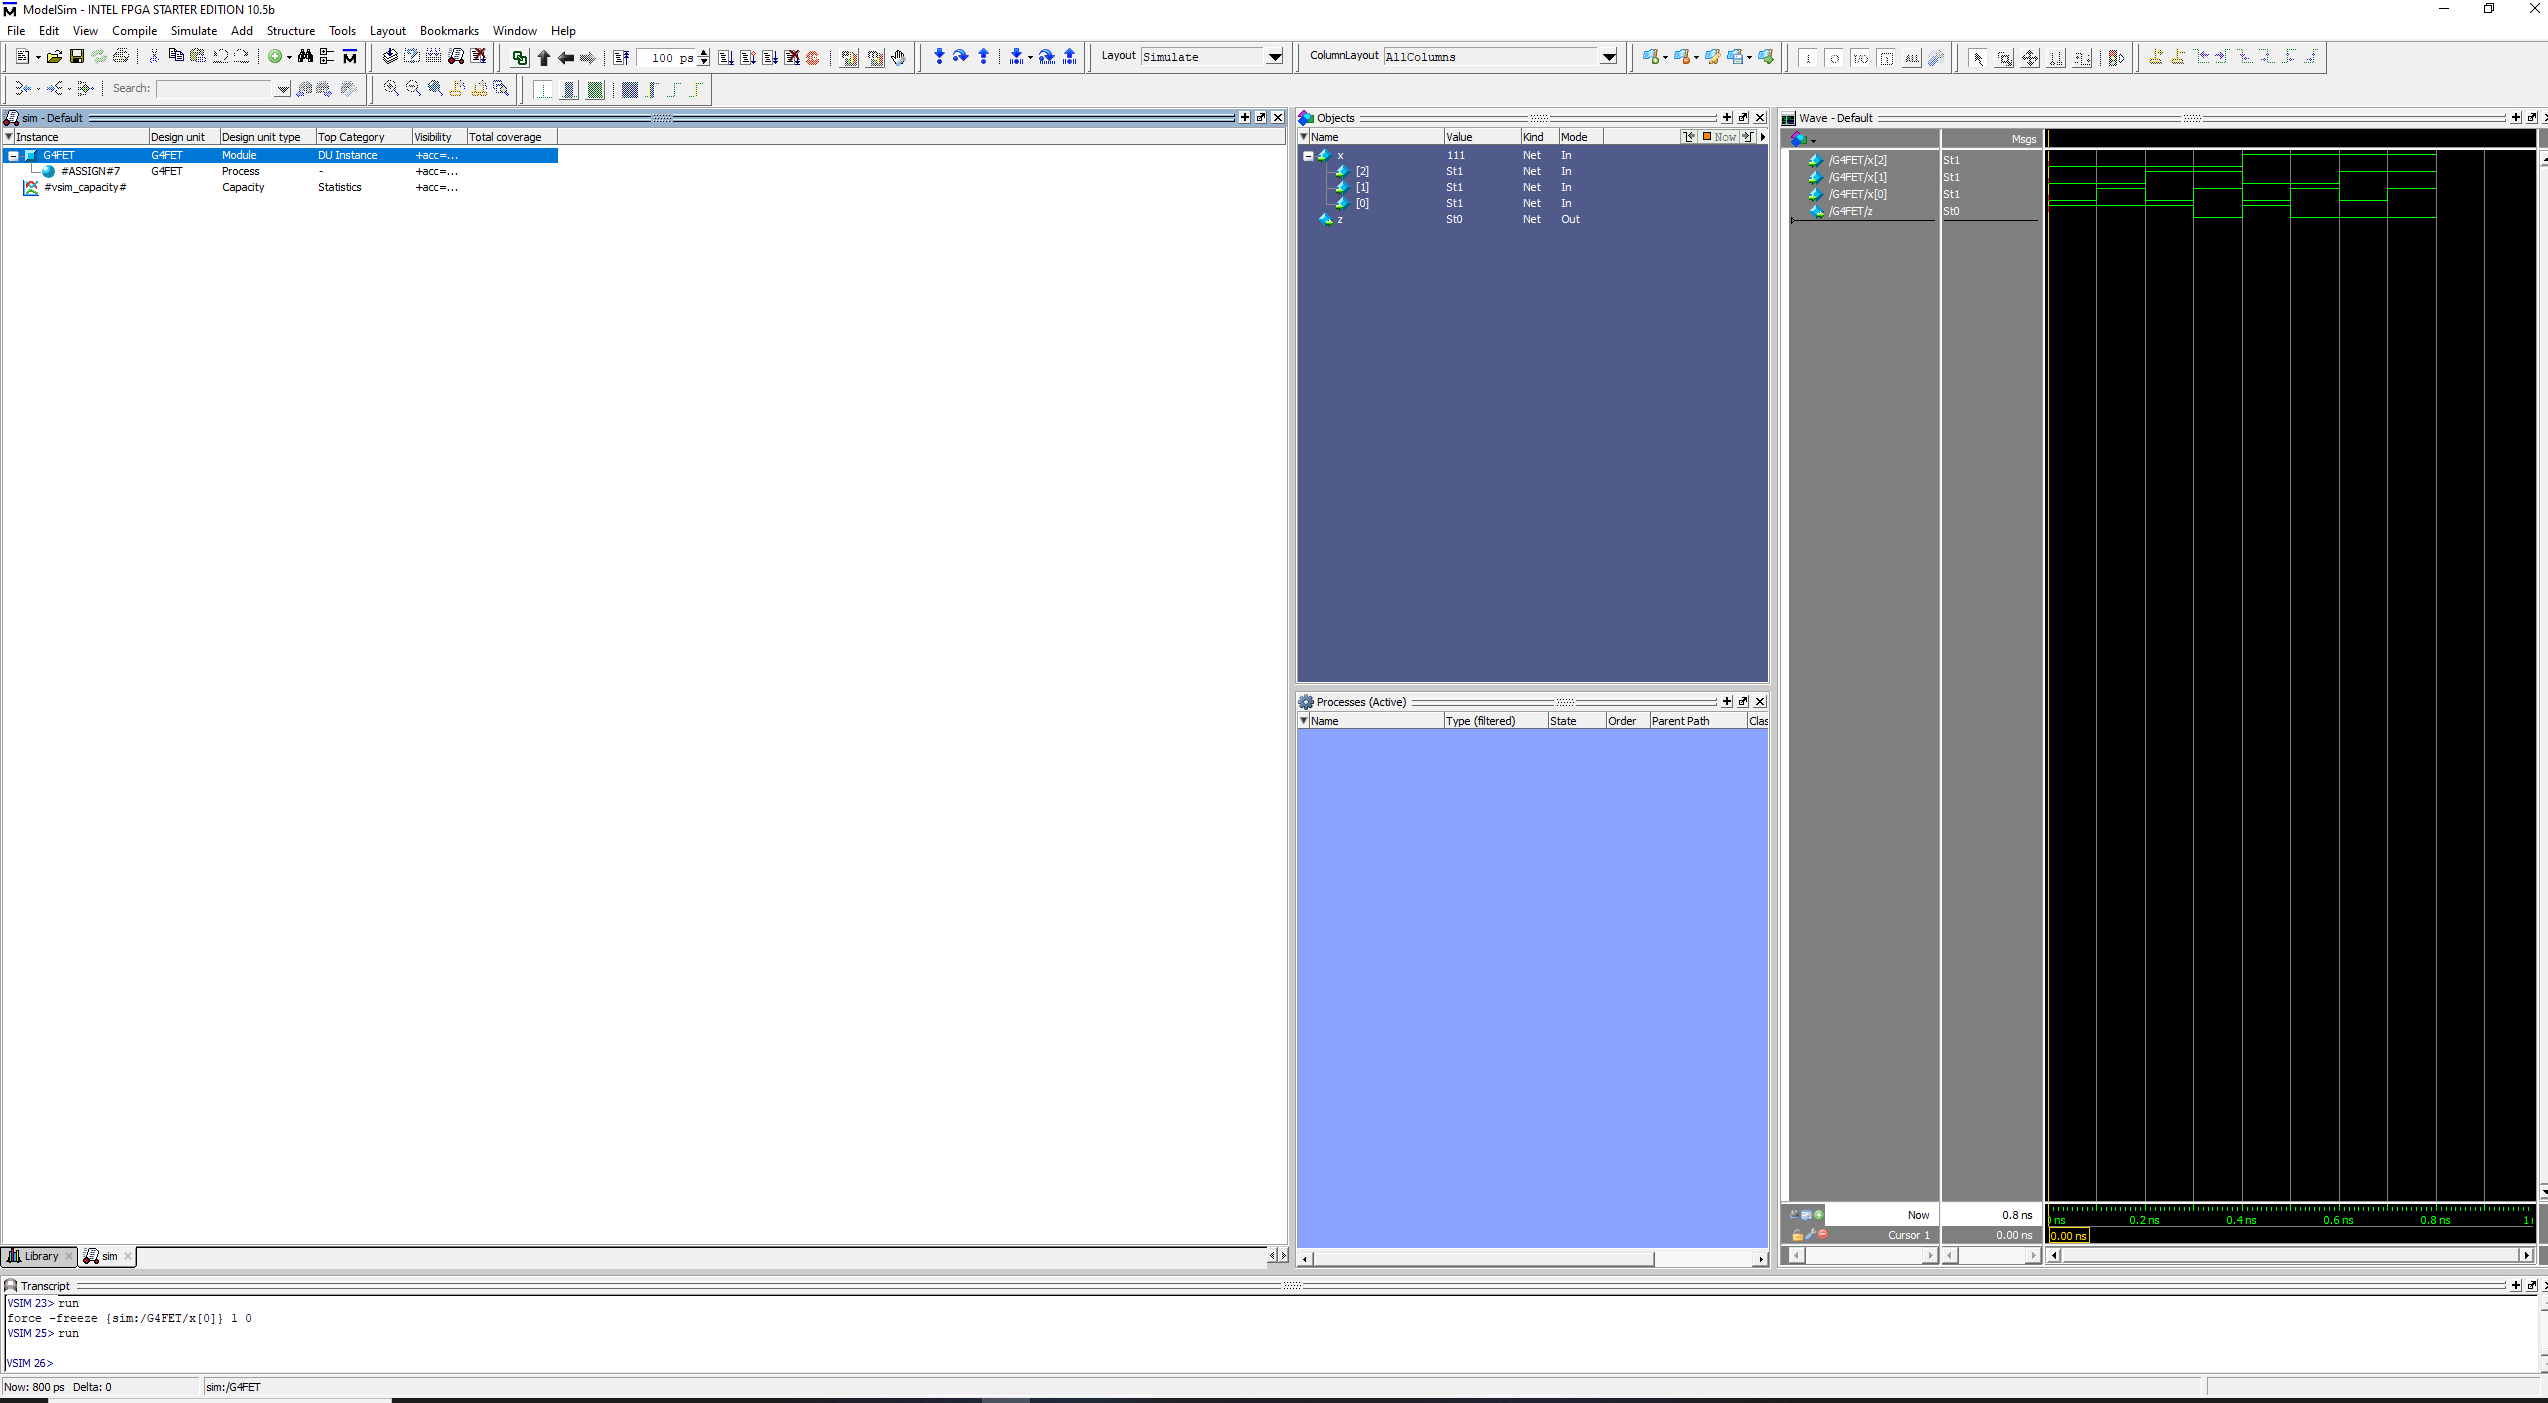 ModelSim - INTEL FPGA STARTER EDITION 10.5b
File Edit View Compile Simulate Add Structure Tools Layout Bookmarks Window Help
100 ps
Layout Simulate
ColumnLayout AllColumns
Search:
sim - Default
Instance Design unit Design unit type Top Category Visibility Total coverage
G4FET G4FET Module DU Instance +acc=...
#ASSIGN#7 G4FET Process - +acc=...
#vsim_capacity# Capacity Statistics +acc=...
Objects
Name Value Kind Mode Now
x 111 Net In
[2] St1 Net In
[1] St1 Net In
[0] St1 Net In
z St0 Net Out
Processes (Active)
Name Type (filtered) State Order Parent Path Clas
Wave - Default
Msgs
/G4FET/x[2] St1
/G4FET/x[1] St1
/G4FET/x[0] St1
/G4FET/z St0
Now 0.8 ns
Cursor 1 0.00 ns
ns 0.2 ns 0.4 ns 0.6 ns 0.8 ns 1
0.00 ns
Library sim
Transcript
VSIM 23> run
force -freeze {sim:/G4FET/x[0]} 1 0
VSIM 25> run
VSIM 26>
Now: 800 ps Delta: 0 sim:/G4FET